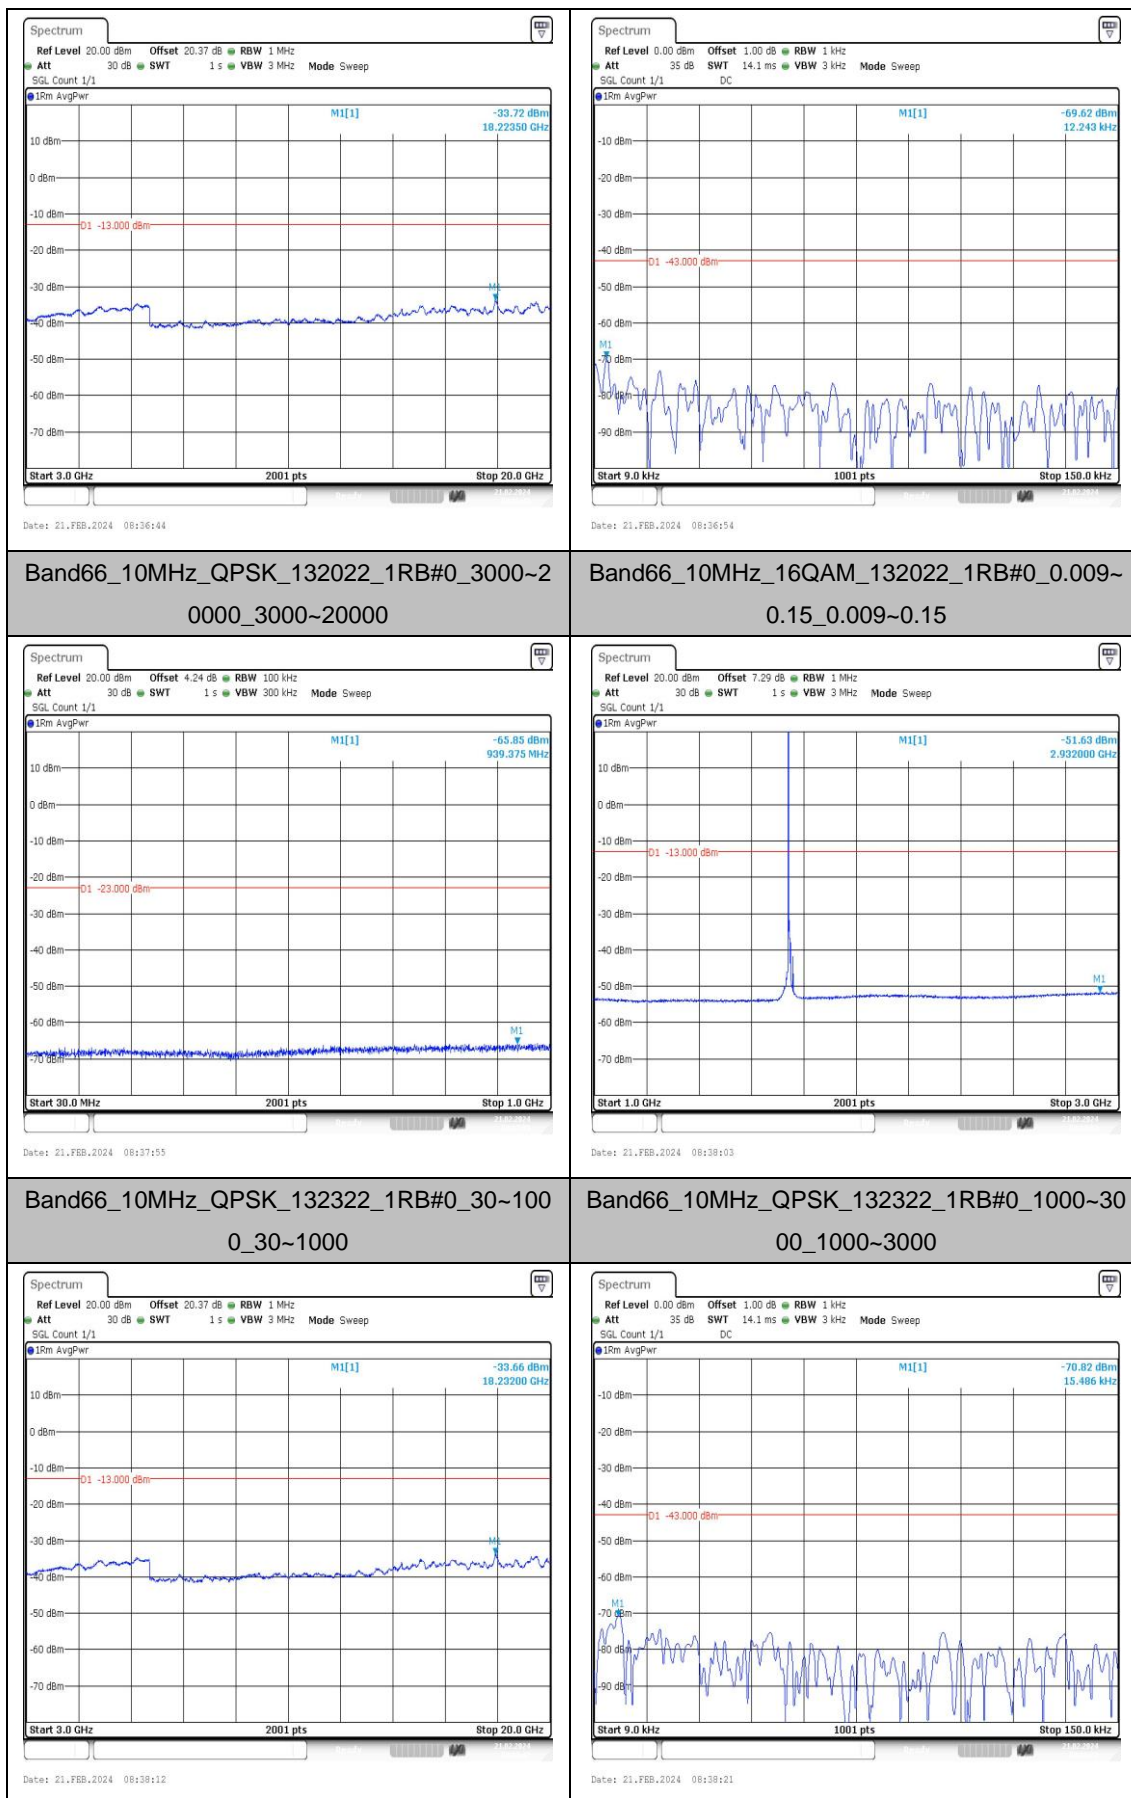 Spectrum
Ref Level 20.00 dBm Offset 20.37 dB RBW 1 MHz
Att 30 dB SWT 1 s VBW 3 MHz Mode Sweep
SGL Count 1/1
1Rm AvgPwr
M1[1] -33.72 dBm
18.22350 GHz
10 dBm
0 dBm
-10 dBm
D1 -13.000 dBm
-20 dBm
-30 dBm
M1
-40 dBm
-50 dBm
-60 dBm
-70 dBm
Start 3.0 GHz 2001 pts Stop 20.0 GHz
Date: 21.FEB.2024 08:36:44
Spectrum
Ref Level 0.00 dBm Offset 1.00 dB RBW 1 kHz
Att 35 dB SWT 14.1 ms VBW 3 kHz Mode Sweep
SGL Count 1/1 DC
1Rm AvgPwr
M1[1] -69.62 dBm
12.243 kHz
-10 dBm
-20 dBm
-30 dBm
-40 dBm
D1 -43.000 dBm
-50 dBm
-60 dBm
M1
-70 dBm
-80 dBm
-90 dBm
Start 9.0 kHz 1001 pts Stop 150.0 kHz
Date: 21.FEB.2024 08:36:54
Band66_10MHz_QPSK_132022_1RB#0_3000~2
0000_3000~20000
Band66_10MHz_16QAM_132022_1RB#0_0.009~
0.15_0.009~0.15
Spectrum
Ref Level 20.00 dBm Offset 4.24 dB RBW 100 kHz
Att 30 dB SWT 1 s VBW 300 kHz Mode Sweep
SGL Count 1/1
1Rm AvgPwr
M1[1] -65.85 dBm
939.375 MHz
10 dBm
0 dBm
-10 dBm
-20 dBm
D1 -23.000 dBm
-30 dBm
-40 dBm
-50 dBm
-60 dBm
M1
-70 dBm
Start 30.0 MHz 2001 pts Stop 1.0 GHz
Date: 21.FEB.2024 08:37:55
Spectrum
Ref Level 20.00 dBm Offset 7.29 dB RBW 1 MHz
Att 30 dB SWT 1 s VBW 3 MHz Mode Sweep
SGL Count 1/1
1Rm AvgPwr
M1[1] -51.63 dBm
2.932000 GHz
10 dBm
0 dBm
-10 dBm
D1 -13.000 dBm
-20 dBm
-30 dBm
-40 dBm
-50 dBm
M1
-60 dBm
-70 dBm
Start 1.0 GHz 2001 pts Stop 3.0 GHz
Date: 21.FEB.2024 08:38:03
Band66_10MHz_QPSK_132322_1RB#0_30~100
0_30~1000
Band66_10MHz_QPSK_132322_1RB#0_1000~30
00_1000~3000
Spectrum
Ref Level 20.00 dBm Offset 20.37 dB RBW 1 MHz
Att 30 dB SWT 1 s VBW 3 MHz Mode Sweep
SGL Count 1/1
1Rm AvgPwr
M1[1] -33.66 dBm
18.23200 GHz
10 dBm
0 dBm
-10 dBm
D1 -13.000 dBm
-20 dBm
-30 dBm
M1
-40 dBm
-50 dBm
-60 dBm
-70 dBm
Start 3.0 GHz 2001 pts Stop 20.0 GHz
Date: 21.FEB.2024 08:38:12
Spectrum
Ref Level 0.00 dBm Offset 1.00 dB RBW 1 kHz
Att 35 dB SWT 14.1 ms VBW 3 kHz Mode Sweep
SGL Count 1/1 DC
1Rm AvgPwr
M1[1] -70.82 dBm
15.486 kHz
-10 dBm
-20 dBm
-30 dBm
-40 dBm
D1 -43.000 dBm
-50 dBm
-60 dBm
M1
-70 dBm
-80 dBm
-90 dBm
Start 9.0 kHz 1001 pts Stop 150.0 kHz
Date: 21.FEB.2024 08:38:21